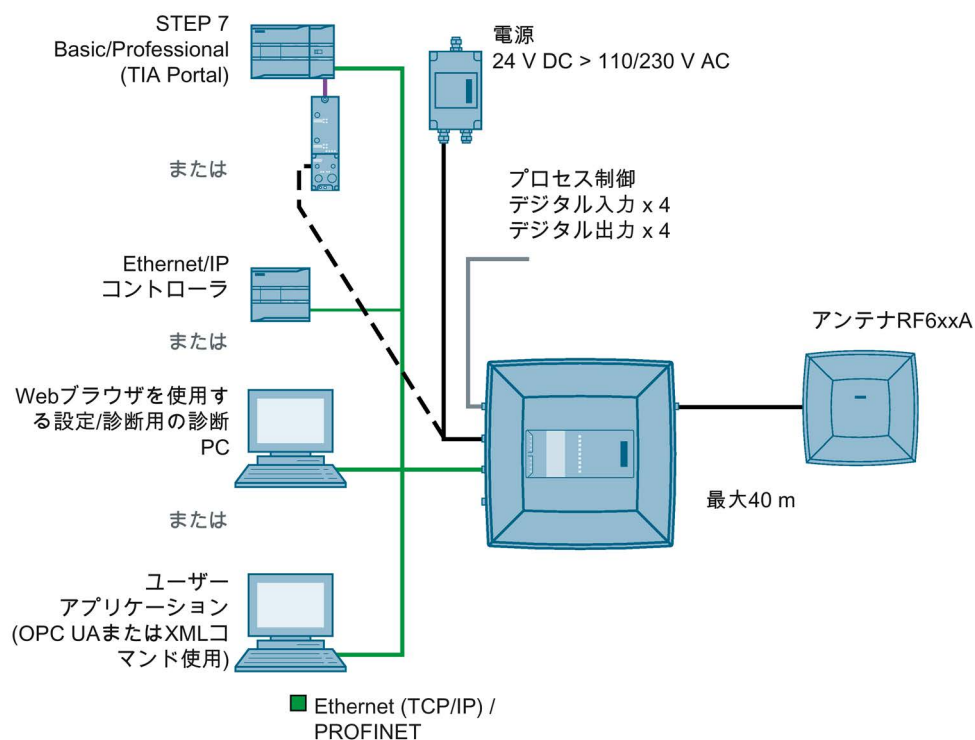 STEP 7
Basic/Professional
(TIA Portal)
電源
24 V DC > 110/230 V AC
または
プロセス制御
デジタル入力 x 4
デジタル出力 x 4
Ethernet/IP
コントローラ
または
アンテナRF6xxA
Webブラウザを使用す
る設定/診断用の診断
PC
最大40 m
または
ユーザー
アプリケーション
(OPC UAまたはXMLコ
マンド使用)
Ethernet (TCP/IP) /
PROFINET